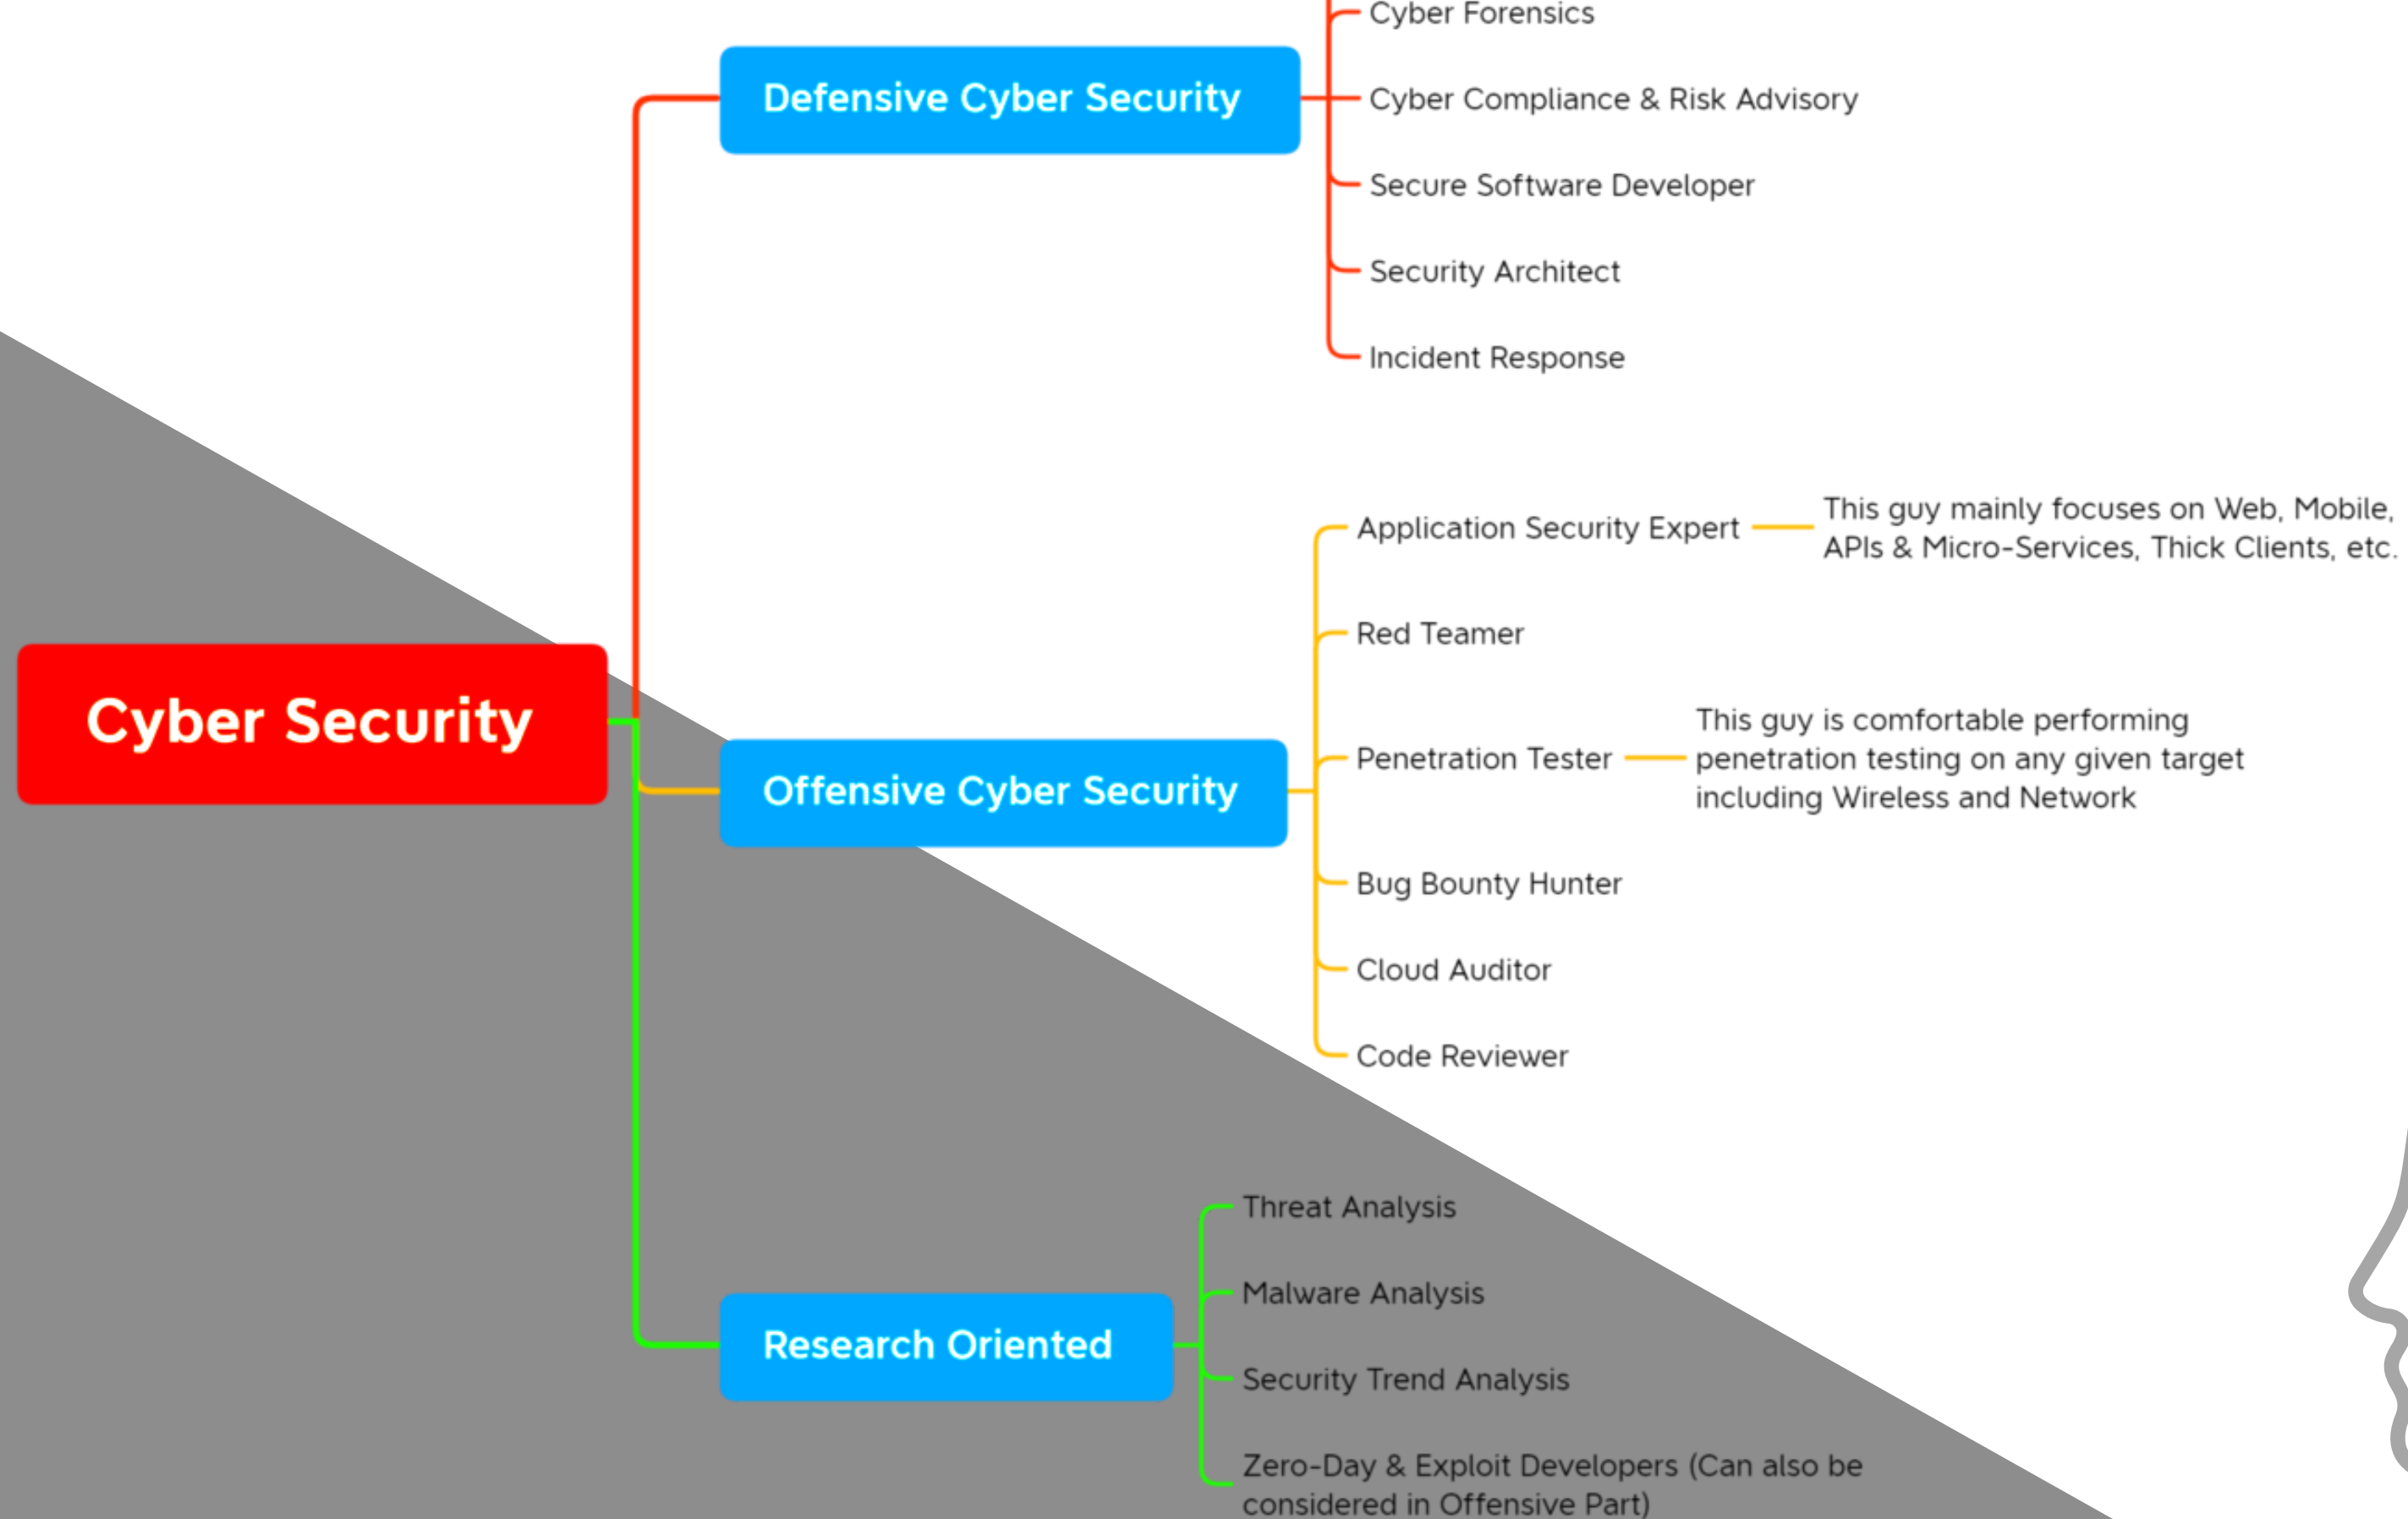 Cyber Security
Defensive Cyber Security
Cyber Forensics
Cyber Compliance & Risk Advisory
Secure Software Developer
Security Architect
Incident Response
Offensive Cyber Security
Application Security Expert
This guy mainly focuses on Web, Mobile,
APIs & Micro-Services, Thick Clients, etc.
Red Teamer
Penetration Tester
This guy is comfortable performing
penetration testing on any given target
including Wireless and Network
Bug Bounty Hunter
Cloud Auditor
Code Reviewer
Research Oriented
Threat Analysis
Malware Analysis
Security Trend Analysis
Zero-Day & Exploit Developers (Can also be
considered in Offensive Part)